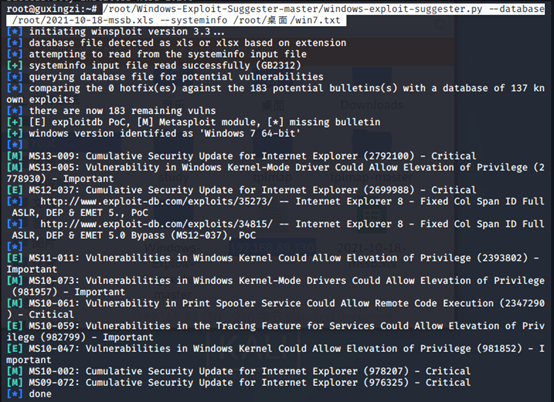 root@guxingzi:~# /root/Windows-Exploit-Suggester-master/windows-exploit-suggester.py --database
/root/2021-10-18-mssb.xls --systeminfo /root/桌面/win7.txt
[*] initiating winsploit version 3.3...
[*] database file detected as xls or xlsx based on extension
[*] attempting to read from the systeminfo input file
[+] systeminfo input file read successfully (GB2312)
[*] querying database file for potential vulnerabilities
[*] comparing the 0 hotfix(es) against the 183 potential bulletins(s) with a database of 137 kn
own exploits
[*] there are now 183 remaining vulns
[+] [E] exploitdb PoC, [M] Metasploit module, [*] missing bulletin
[+] windows version identified as 'Windows 7 64-bit'
[*]
[M] MS13-009: Cumulative Security Update for Internet Explorer (2792100) - Critical
[M] MS13-005: Vulnerability in Windows Kernel-Mode Driver Could Allow Elevation of Privilege (2
778930) - Important
[E] MS12-037: Cumulative Security Update for Internet Explorer (2699988) - Critical
[*]   http://www.exploit-db.com/exploits/35273/ -- Internet Explorer 8 - Fixed Col Span ID Full
ASLR, DEP & EMET 5., PoC
[*]   http://www.exploit-db.com/exploits/34815/ -- Internet Explorer 8 - Fixed Col Span ID Full
ASLR, DEP & EMET 5.0 Bypass (MS12-037), PoC
[*]
[E] MS11-011: Vulnerabilities in Windows Kernel Could Allow Elevation of Privilege (2393802) -
Important
[M] MS10-073: Vulnerabilities in Windows Kernel-Mode Drivers Could Allow Elevation of Privilege
(981957) - Important
[M] MS10-061: Vulnerability in Print Spooler Service Could Allow Remote Code Execution (2347290
) - Critical
[E] MS10-059: Vulnerabilities in the Tracing Feature for Services Could Allow Elevation of Priv
ilege (982799) - Important
[E] MS10-047: Vulnerabilities in Windows Kernel Could Allow Elevation of Privilege (981852) - I
mportant
[M] MS10-002: Cumulative Security Update for Internet Explorer (978207) - Critical
[M] MS09-072: Cumulative Security Update for Internet Explorer (976325) - Critical
[*] done